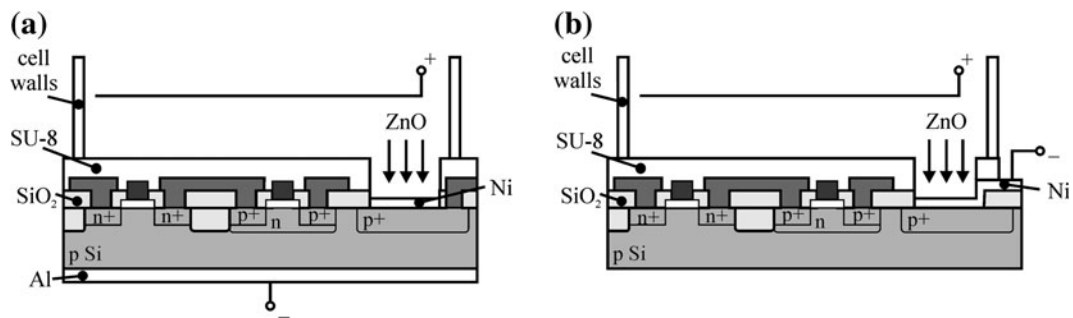 (a)
cell
walls
+
ZnO
SU-8
SiO₂
Ni
n+ n+ p+ n p+ p+
p Si
Al
−
(b)
cell
walls
+
ZnO
SU-8
−
SiO₂
Ni
n+ n+ p+ n p+ p+
p Si